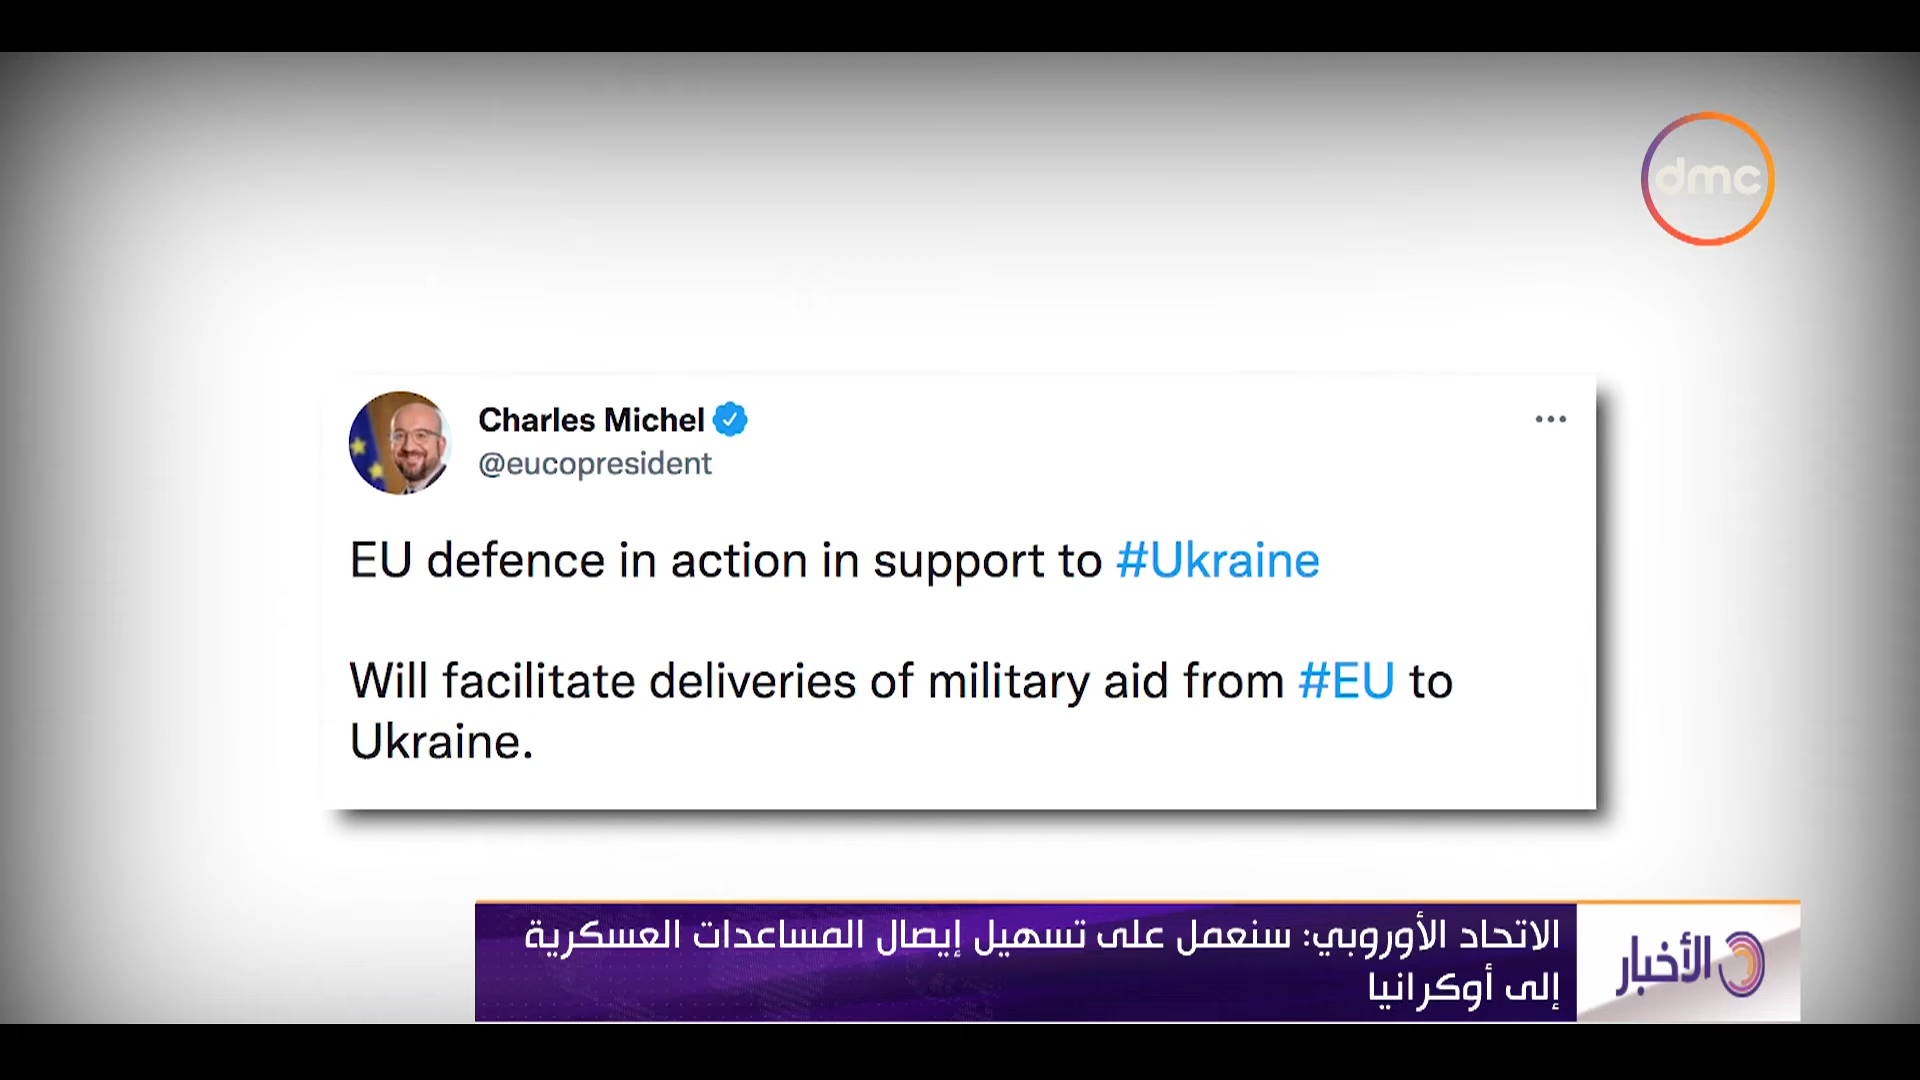 dmc
Charles Michel
@eucopresident
EU defence in action in support to #Ukraine
Will facilitate deliveries of military aid from #EU to
Ukraine.
الاتحاد الأوروبي: سنعمل على تسهيل إيصال المساعدات العسكرية
إلى أوكرانيا
الأخبار